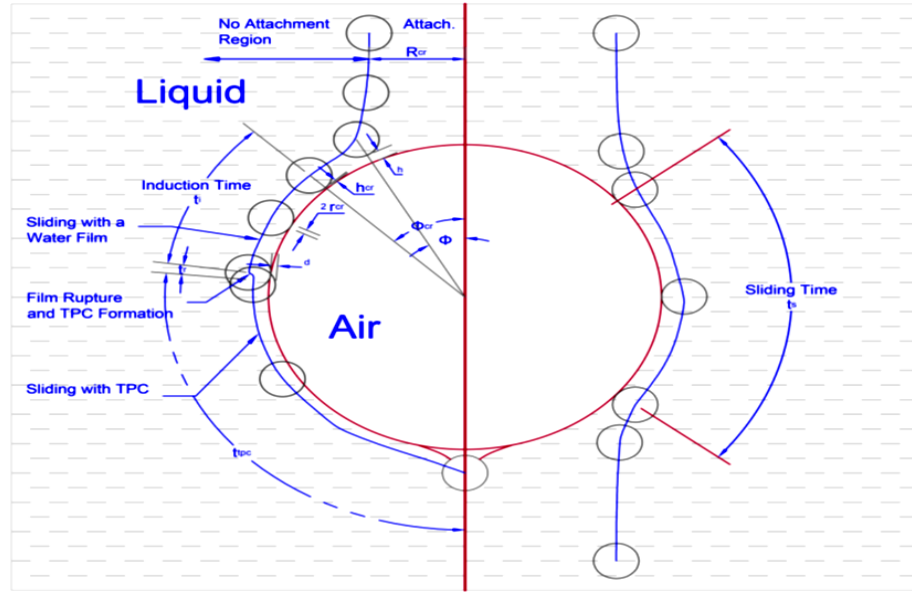 No Attachment
Region
Attach.
Rcr
Liquid
h
Induction Time
ti
hcr
2 rcr
Φcr
Φ
Sliding with a
Water Film
d
Film Rupture
and TPC Formation
Air
Sliding Time
ts
Sliding with TPC
ttpc